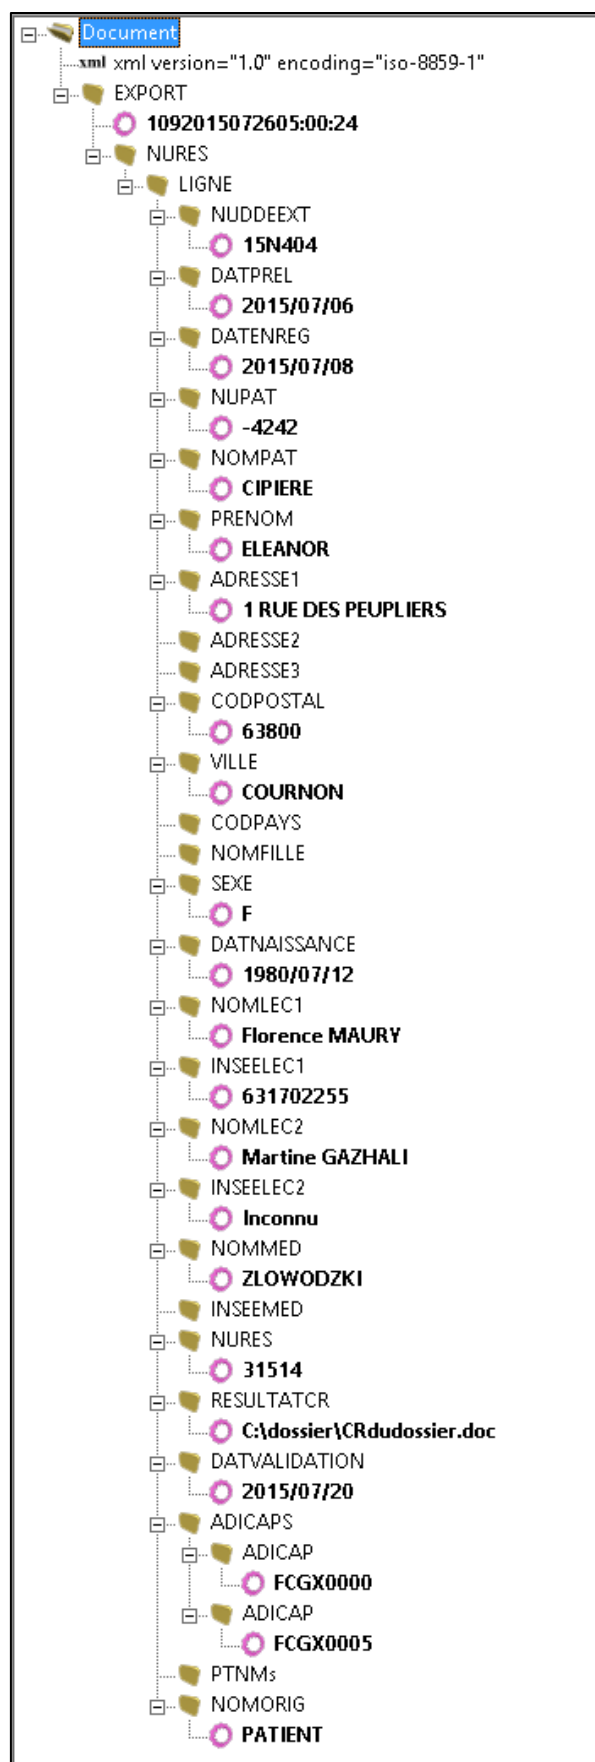 Document
xml xml version="1.0" encoding="iso-8859-1"
EXPORT
1092015072605:00:24
NURES
LIGNE
NUDDEEXT
15N404
DATPREL
2015/07/06
DATENREG
2015/07/08
NUPAT
-4242
NOMPAT
CIPIERE
PRENOM
ELEANOR
ADRESSE1
1 RUE DES PEUPLIERS
ADRESSE2
ADRESSE3
CODPOSTAL
63800
VILLE
COURNON
CODPAYS
NOMFILLE
SEXE
F
DATNAISSANCE
1980/07/12
NOMLEC1
Florence MAURY
INSEELEC1
631702255
NOMLEC2
Martine GAZHALI
INSEELEC2
Inconnu
NOMMED
ZLOWODZKI
INSEEMED
NURES
31514
RESULTATCR
C:\dossier\CRdudossier.doc
DATVALIDATION
2015/07/20
ADICAPS
ADICAP
FCGX0000
ADICAP
FCGX0005
PTNMs
NOMORIG
PATIENT